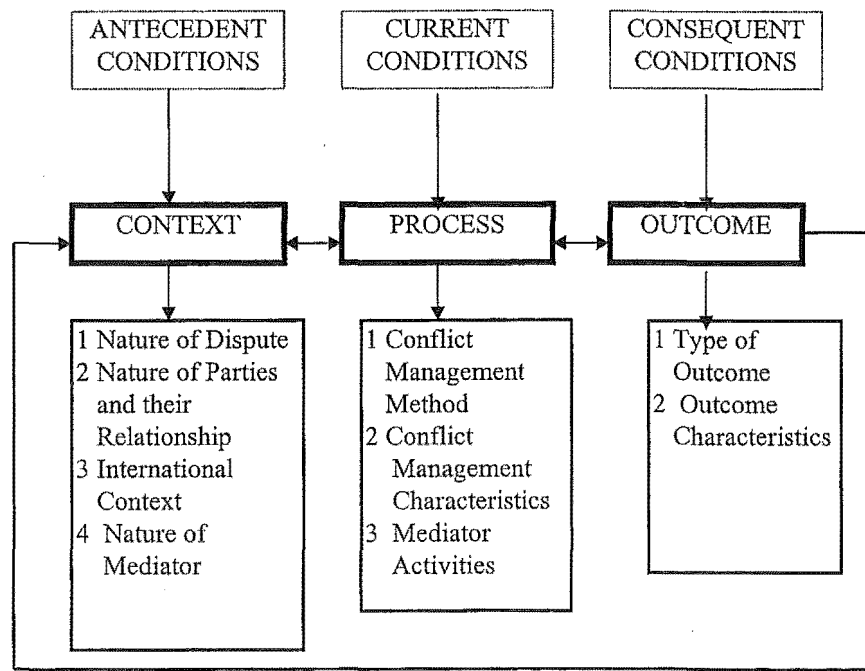 ANTECEDENT
CONDITIONS
CURRENT
CONDITIONS
CONSEQUENT
CONDITIONS
CONTEXT
PROCESS
OUTCOME
1 Nature of Dispute
2 Nature of Parties
and their
Relationship
3 International
Context
4 Nature of
Mediator
1 Conflict
Management
Method
2 Conflict
Management
Characteristics
3 Mediator
Activities
1 Type of
Outcome
2 Outcome
Characteristics